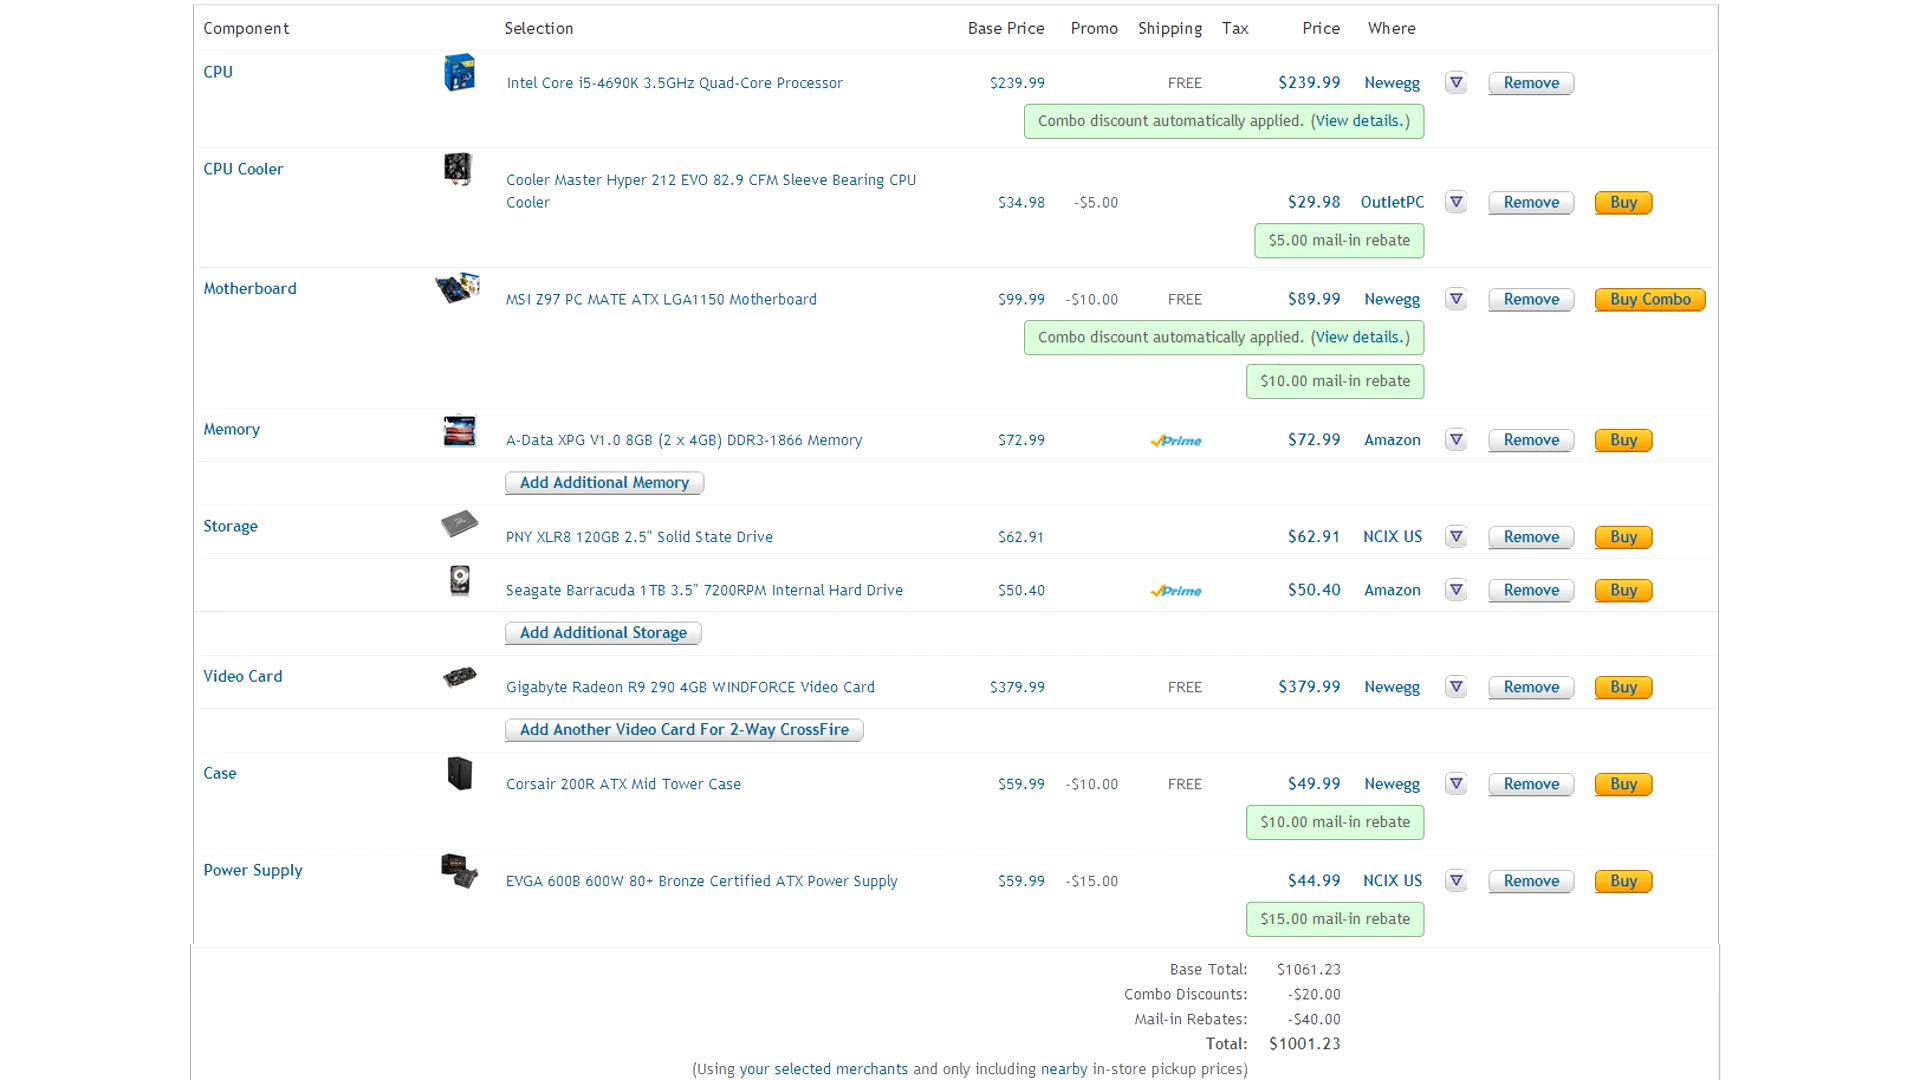 Component Selection Base Price Promo Shipping Tax Price Where
CPU
Intel Core i5-4690K 3.5GHz Quad-Core Processor $239.99 FREE $239.99 Newegg Remove
Combo discount automatically applied. (View details.)
CPU Cooler
Cooler Master Hyper 212 EVO 82.9 CFM Sleeve Bearing CPU
Cooler $34.98 -$5.00 $29.98 OutletPC Remove Buy
$5.00 mail-in rebate
Motherboard
MSI Z97 PC MATE ATX LGA1150 Motherboard $99.99 -$10.00 FREE $89.99 Newegg Remove Buy Combo
Combo discount automatically applied. (View details.)
$10.00 mail-in rebate
Memory
A-Data XPG V1.0 8GB (2 x 4GB) DDR3-1866 Memory $72.99 Prime $72.99 Amazon Remove Buy
Add Additional Memory
Storage
PNY XLR8 120GB 2.5" Solid State Drive $62.91 $62.91 NCIX US Remove Buy
Seagate Barracuda 1TB 3.5" 7200RPM Internal Hard Drive $50.40 Prime $50.40 Amazon Remove Buy
Add Additional Storage
Video Card
Gigabyte Radeon R9 290 4GB WINDFORCE Video Card $379.99 FREE $379.99 Newegg Remove Buy
Add Another Video Card For 2-Way CrossFire
Case
Corsair 200R ATX Mid Tower Case $59.99 -$10.00 FREE $49.99 Newegg Remove Buy
$10.00 mail-in rebate
Power Supply
EVGA 600B 600W 80+ Bronze Certified ATX Power Supply $59.99 -$15.00 $44.99 NCIX US Remove Buy
$15.00 mail-in rebate
Base Total: $1061.23
Combo Discounts: -$20.00
Mail-in Rebates: -$40.00
Total: $1001.23
(Using your selected merchants and only including nearby in-store pickup prices)